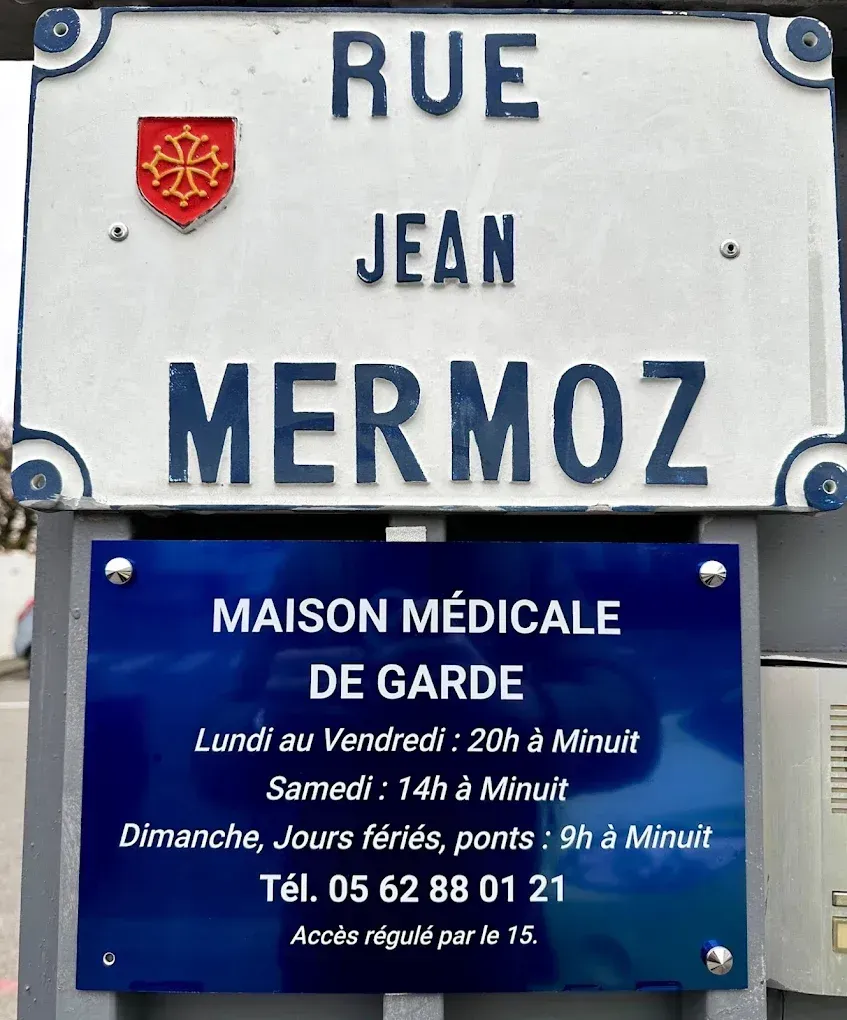 RUE
JEAN
MERMOZ
MAISON MÉDICALE
DE GARDE
Lundi au Vendredi : 20h à Minuit
Samedi : 14h à Minuit
Dimanche, Jours fériés, ponts : 9h à Minuit
Tél. 05 62 88 01 21
Accès régulé par le 15.